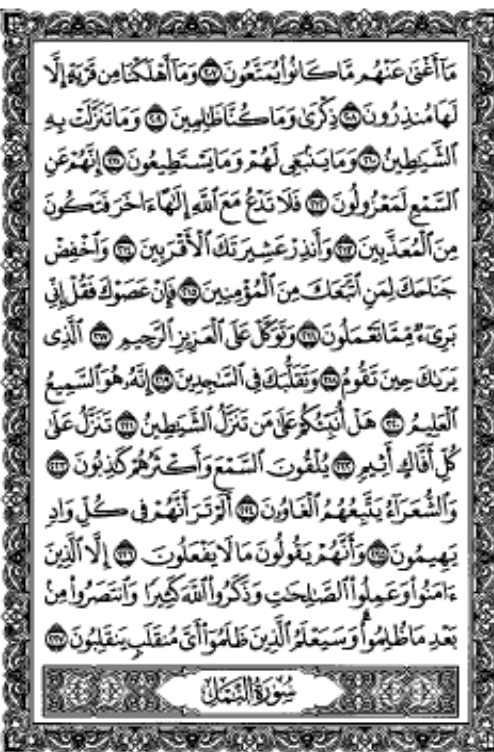 مَآ أَغْنَىٰ عَنْهُم مَّا كَانُوا۟ يُمَتَّعُونَ ٢٠٧ وَمَآ أَهْلَكْنَا مِن قَرْيَةٍ إِلَّا
لَهَا مُنذِرُونَ ٢٠٨ ذِكْرَىٰ وَمَا كُنَّا ظَٰلِمِينَ ٢٠٩ وَمَا تَنَزَّلَتْ بِهِ
ٱلشَّيَٰطِينُ ٢١٠ وَمَا يَنۢبَغِى لَهُمْ وَمَا يَسْتَطِيعُونَ ٢١١ إِنَّهُمْ عَنِ
ٱلسَّمْعِ لَمَعْزُولُونَ ٢١٢ فَلَا تَدْعُ مَعَ ٱللَّهِ إِلَٰهًا ءَاخَرَ فَتَكُونَ
مِنَ ٱلْمُعَذَّبِينَ ٢١٣ وَأَنذِرْ عَشِيرَتَكَ ٱلْأَقْرَبِينَ ٢١٤ وَٱخْفِضْ
جَنَاحَكَ لِمَنِ ٱتَّبَعَكَ مِنَ ٱلْمُؤْمِنِينَ ٢١٥ فَإِنْ عَصَوْكَ فَقُلْ إِنِّى
بَرِىٓءٌ مِّمَّا تَعْمَلُونَ ٢١٦ وَتَوَكَّلْ عَلَى ٱلْعَزِيزِ ٱلرَّحِيمِ ٢١٧ ٱلَّذِى
يَرَىٰكَ حِينَ تَقُومُ ٢١٨ وَتَقَلُّبَكَ فِى ٱلسَّٰجِدِينَ ٢١٩ إِنَّهُۥ هُوَ ٱلسَّمِيعُ
ٱلْعَلِيمُ ٢٢٠ هَلْ أُنَبِّئُكُمْ عَلَىٰ مَن تَنَزَّلُ ٱلشَّيَٰطِينُ ٢٢١ تَنَزَّلُ عَلَىٰ
كُلِّ أَفَّاكٍ أَثِيمٍ ٢٢٢ يُلْقُونَ ٱلسَّمْعَ وَأَكْثَرُهُمْ كَٰذِبُونَ ٢٢٣
وَٱلشُّعَرَآءُ يَتَّبِعُهُمُ ٱلْغَاوُۥنَ ٢٢٤ أَلَمْ تَرَ أَنَّهُمْ فِى كُلِّ وَادٍ
يَهِيمُونَ ٢٢٥ وَأَنَّهُمْ يَقُولُونَ مَا لَا يَفْعَلُونَ ٢٢٦ إِلَّا ٱلَّذِينَ
ءَامَنُوا۟ وَعَمِلُوا۟ ٱلصَّٰلِحَٰتِ وَذَكَرُوا۟ ٱللَّهَ كَثِيرًا وَٱنتَصَرُوا۟ مِنۢ
بَعْدِ مَا ظُلِمُوا۟ وَسَيَعْلَمُ ٱلَّذِينَ ظَلَمُوٓا۟ أَىَّ مُنقَلَبٍ يَنقَلِبُونَ ٢٢٧
سُورَةُ النَّمْلِ